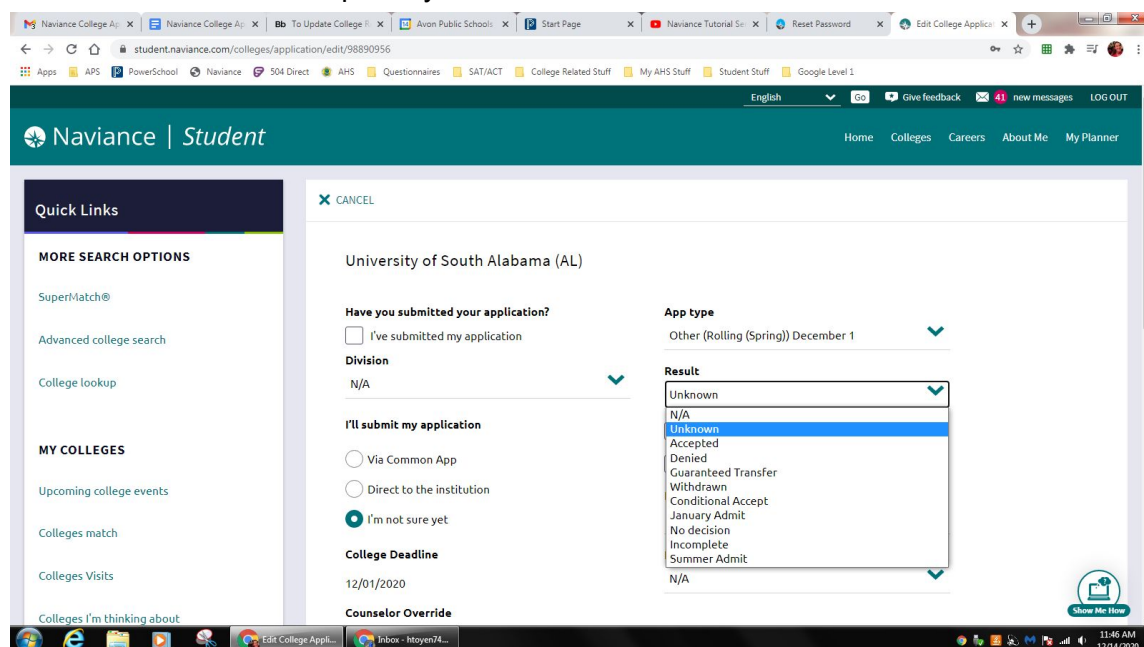 Naviance College Ap
Naviance College Ap
Bb To Update College R
Avon Public Schools
Start Page
Naviance Tutorial Se
Reset Password
Edit College Applica
student.naviance.com/colleges/application/edit/98890956
Apps APS PowerSchool Naviance 504 Direct AHS Questionnaires SAT/ACT College Related Stuff My AHS Stuff Student Stuff Google Level 1
English Go Give feedback 41 new messages LOG OUT
Naviance | Student
Home Colleges Careers About Me My Planner
Quick Links
MORE SEARCH OPTIONS
SuperMatch®
Advanced college search
College lookup
MY COLLEGES
Upcoming college events
Colleges match
Colleges Visits
Colleges I'm thinking about
CANCEL
University of South Alabama (AL)
Have you submitted your application?
I've submitted my application
Division
N/A
I'll submit my application
Via Common App
Direct to the institution
I'm not sure yet
College Deadline
12/01/2020
Counselor Override
App type
Other (Rolling (Spring)) December 1
Result
Unknown
N/A
Unknown
Accepted
Denied
Guaranteed Transfer
Withdrawn
Conditional Accept
January Admit
No decision
Incomplete
Summer Admit
N/A
Show Me How
Edit College Appli...
Inbox - htoyen74...
11:46 AM
12/14/2020